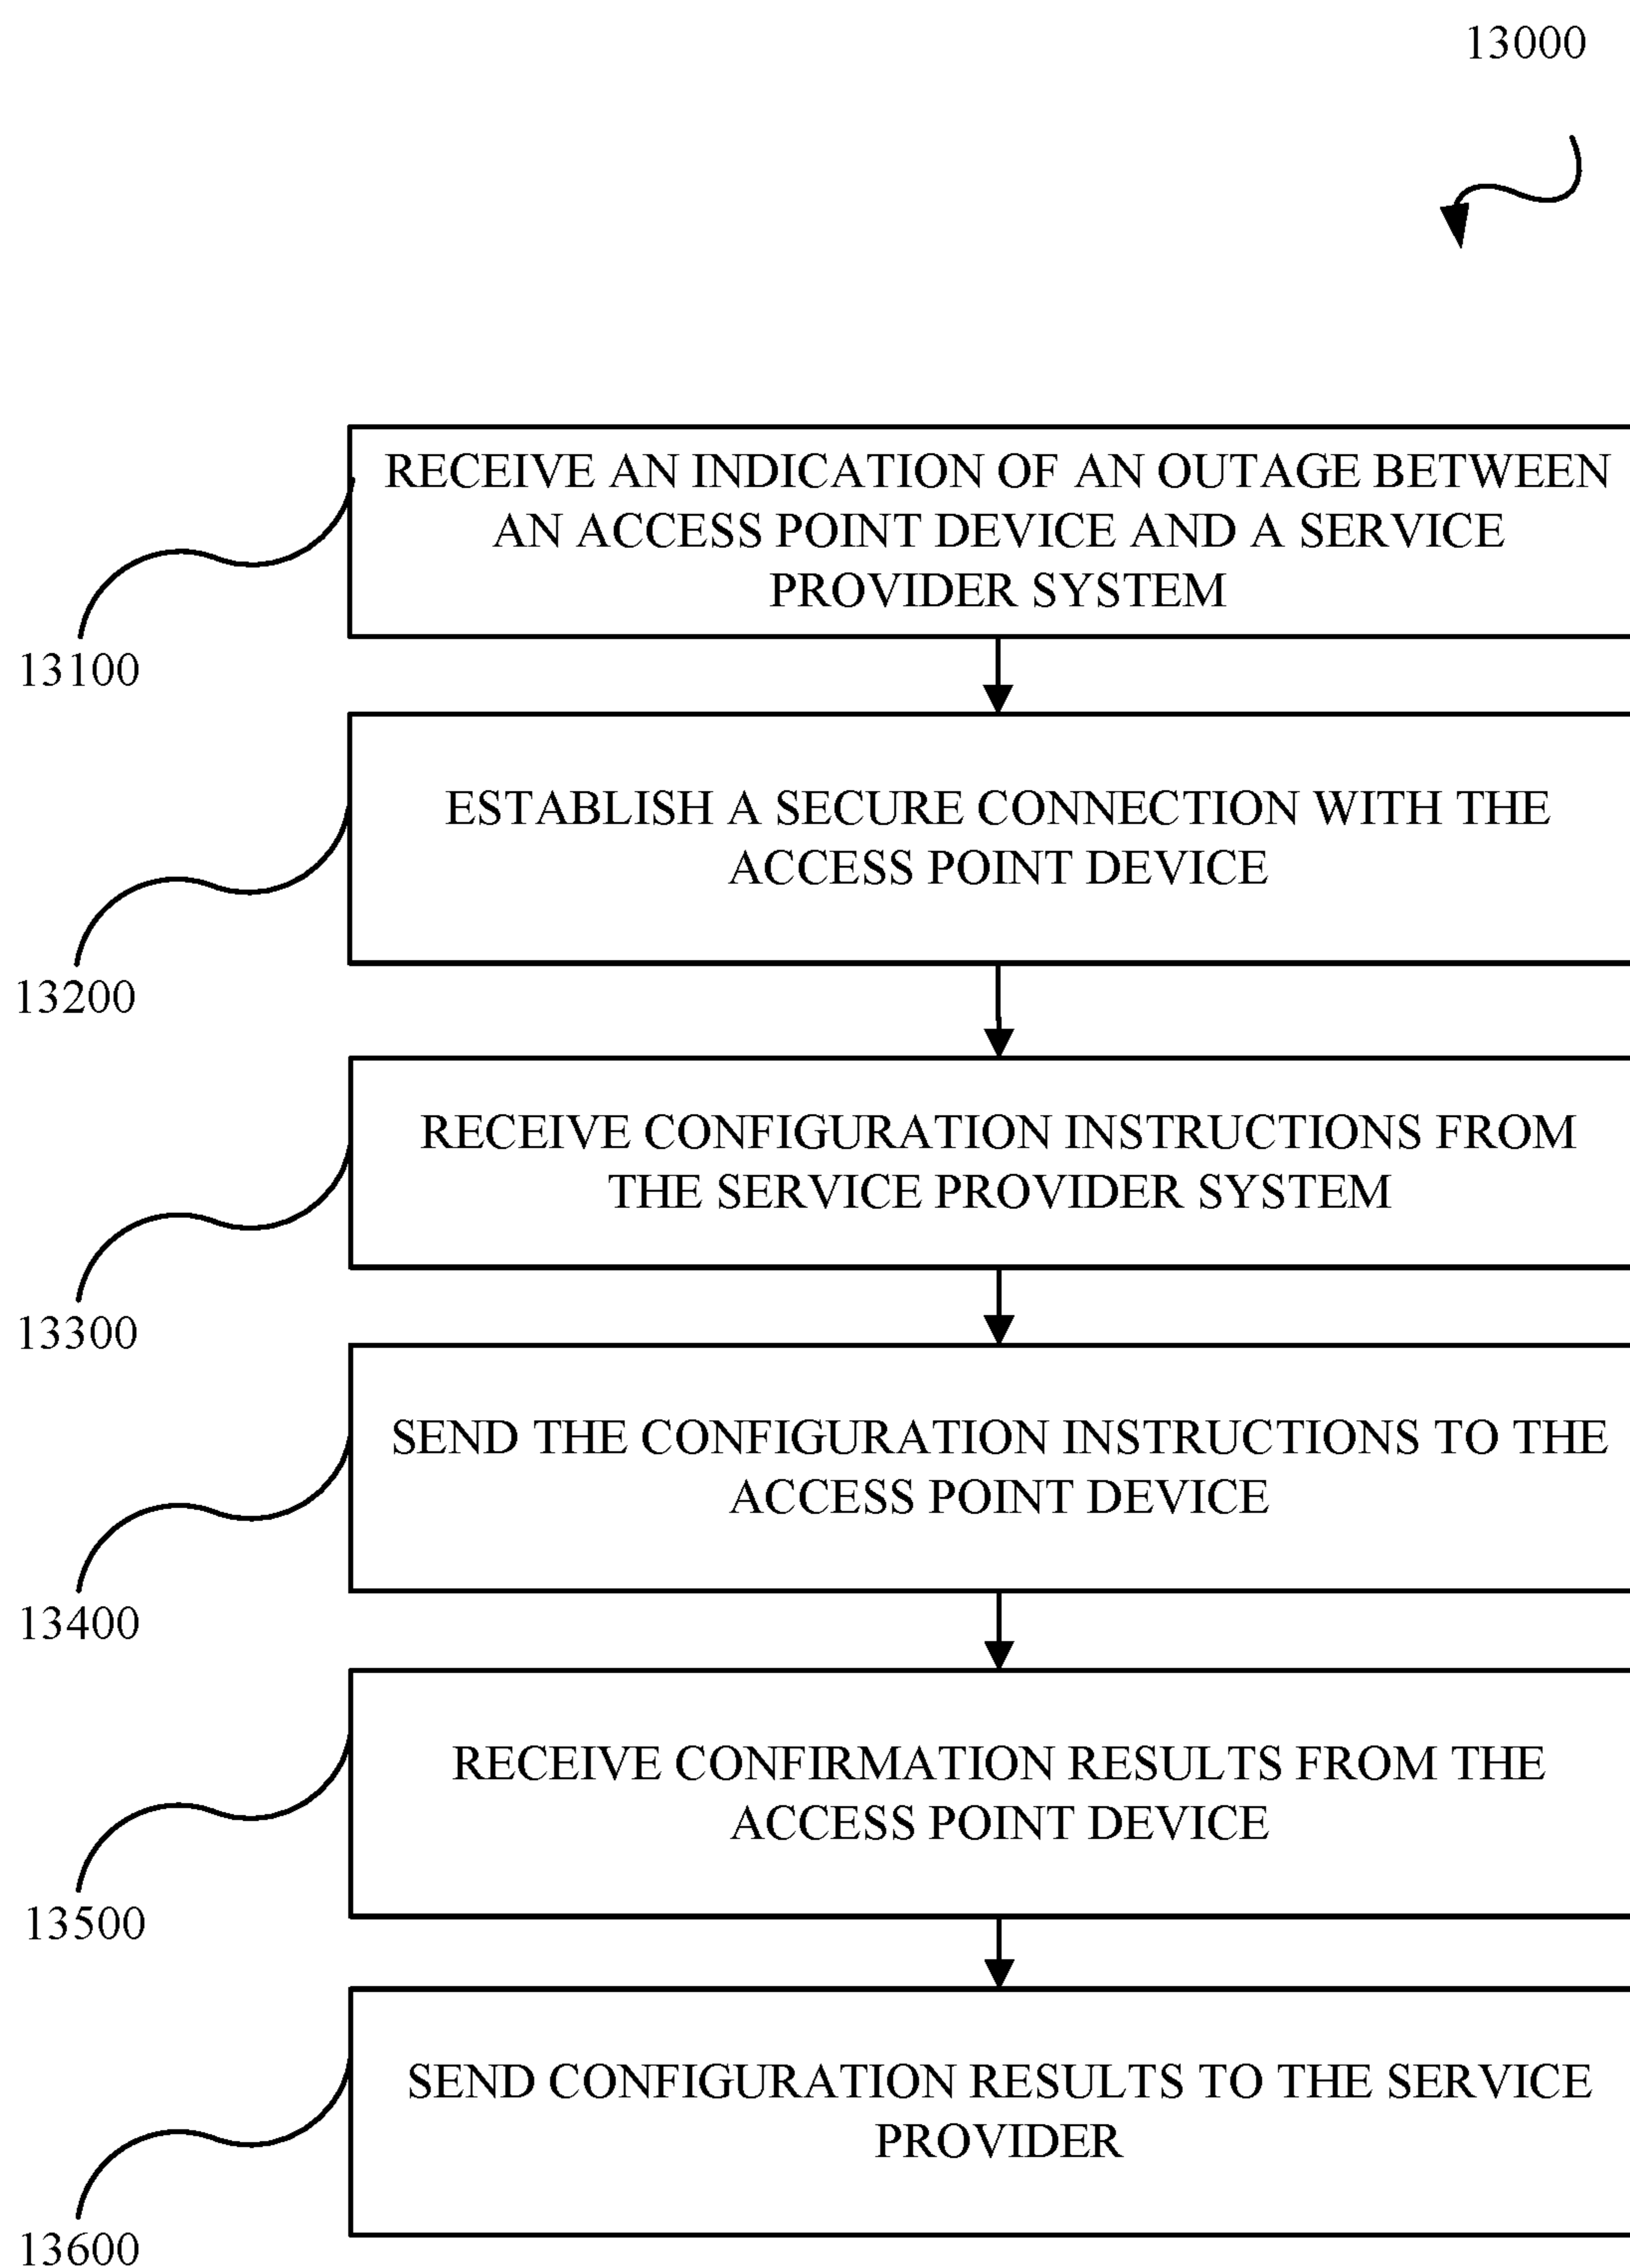 13000
RECEIVE AN INDICATION OF AN OUTAGE BETWEEN
AN ACCESS POINT DEVICE AND A SERVICE
PROVIDER SYSTEM
13100
ESTABLISH A SECURE CONNECTION WITH THE
ACCESS POINT DEVICE
13200
RECEIVE CONFIGURATION INSTRUCTIONS FROM
THE SERVICE PROVIDER SYSTEM
13300
SEND THE CONFIGURATION INSTRUCTIONS TO THE
ACCESS POINT DEVICE
13400
RECEIVE CONFIRMATION RESULTS FROM THE
ACCESS POINT DEVICE
13500
SEND CONFIGURATION RESULTS TO THE SERVICE
PROVIDER
13600